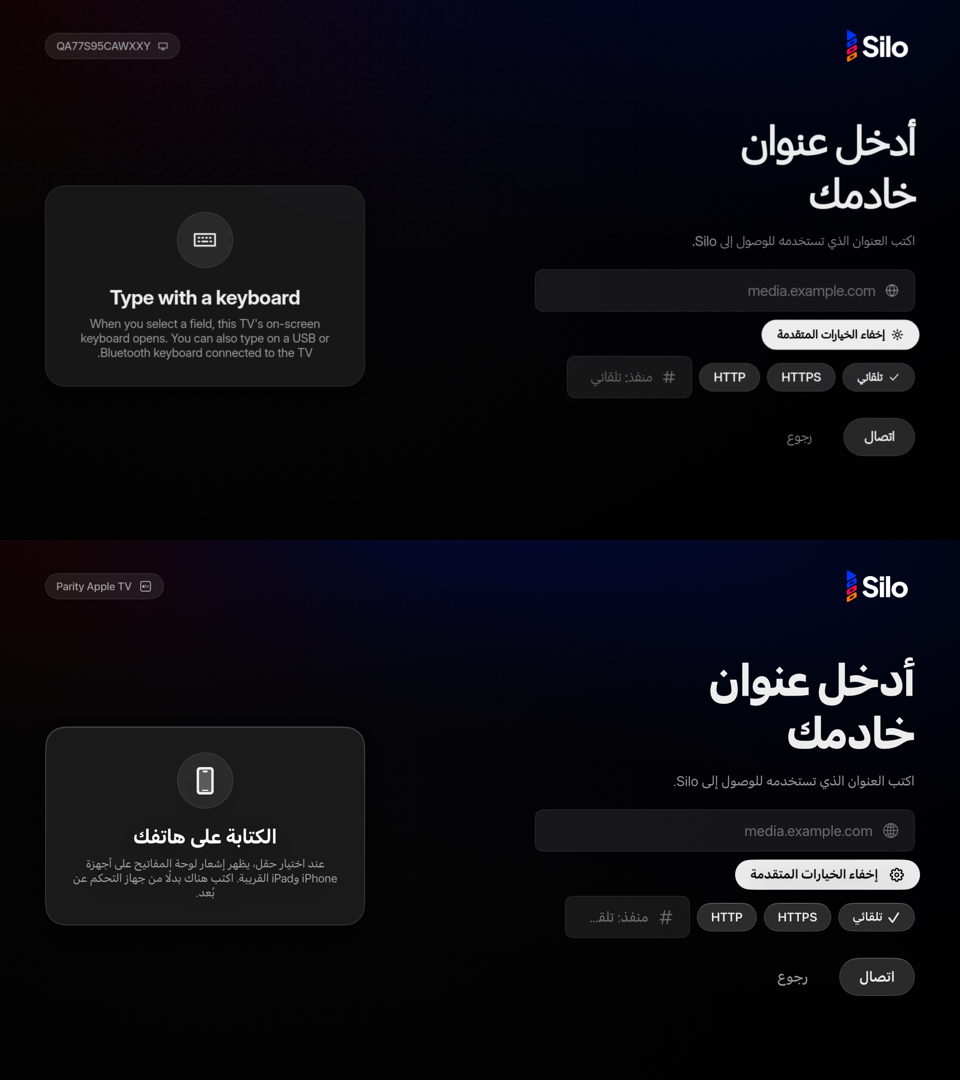 Silo
QA77S95CAWXXY
أدخل عنوان
خادمك
اكتب العنوان الذي تستخدمه للوصول إلى Silo.
media.example.com
إخفاء الخيارات المتقدمة
تلقائي
HTTPS
HTTP
منفذ: تلقائي
اتصال
رجوع
Type with a keyboard
When you select a field, this TV's on-screen
keyboard opens. You can also type on a USB or
.Bluetooth keyboard connected to the TV
Silo
Parity Apple TV
أدخل عنوان
خادمك
اكتب العنوان الذي تستخدمه للوصول إلى Silo.
media.example.com
إخفاء الخيارات المتقدمة
تلقائي
HTTPS
HTTP
منفذ: تلقـ...
اتصال
رجوع
الكتابة على هاتفك
عند اختيار حقل، يظهر إشعار لوحة المفاتيح على أجهزة
iPhone وiPad القريبة. اكتب هناك بدلًا من جهاز التحكم عن
بُعد.